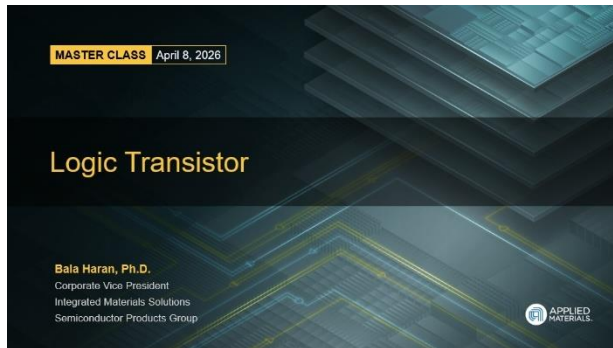 MASTER CLASS April 8, 2026
Logic Transistor
Bala Haran, Ph.D.
Corporate Vice President
Integrated Materials Solutions
Semiconductor Products Group
APPLIED
MATERIALS